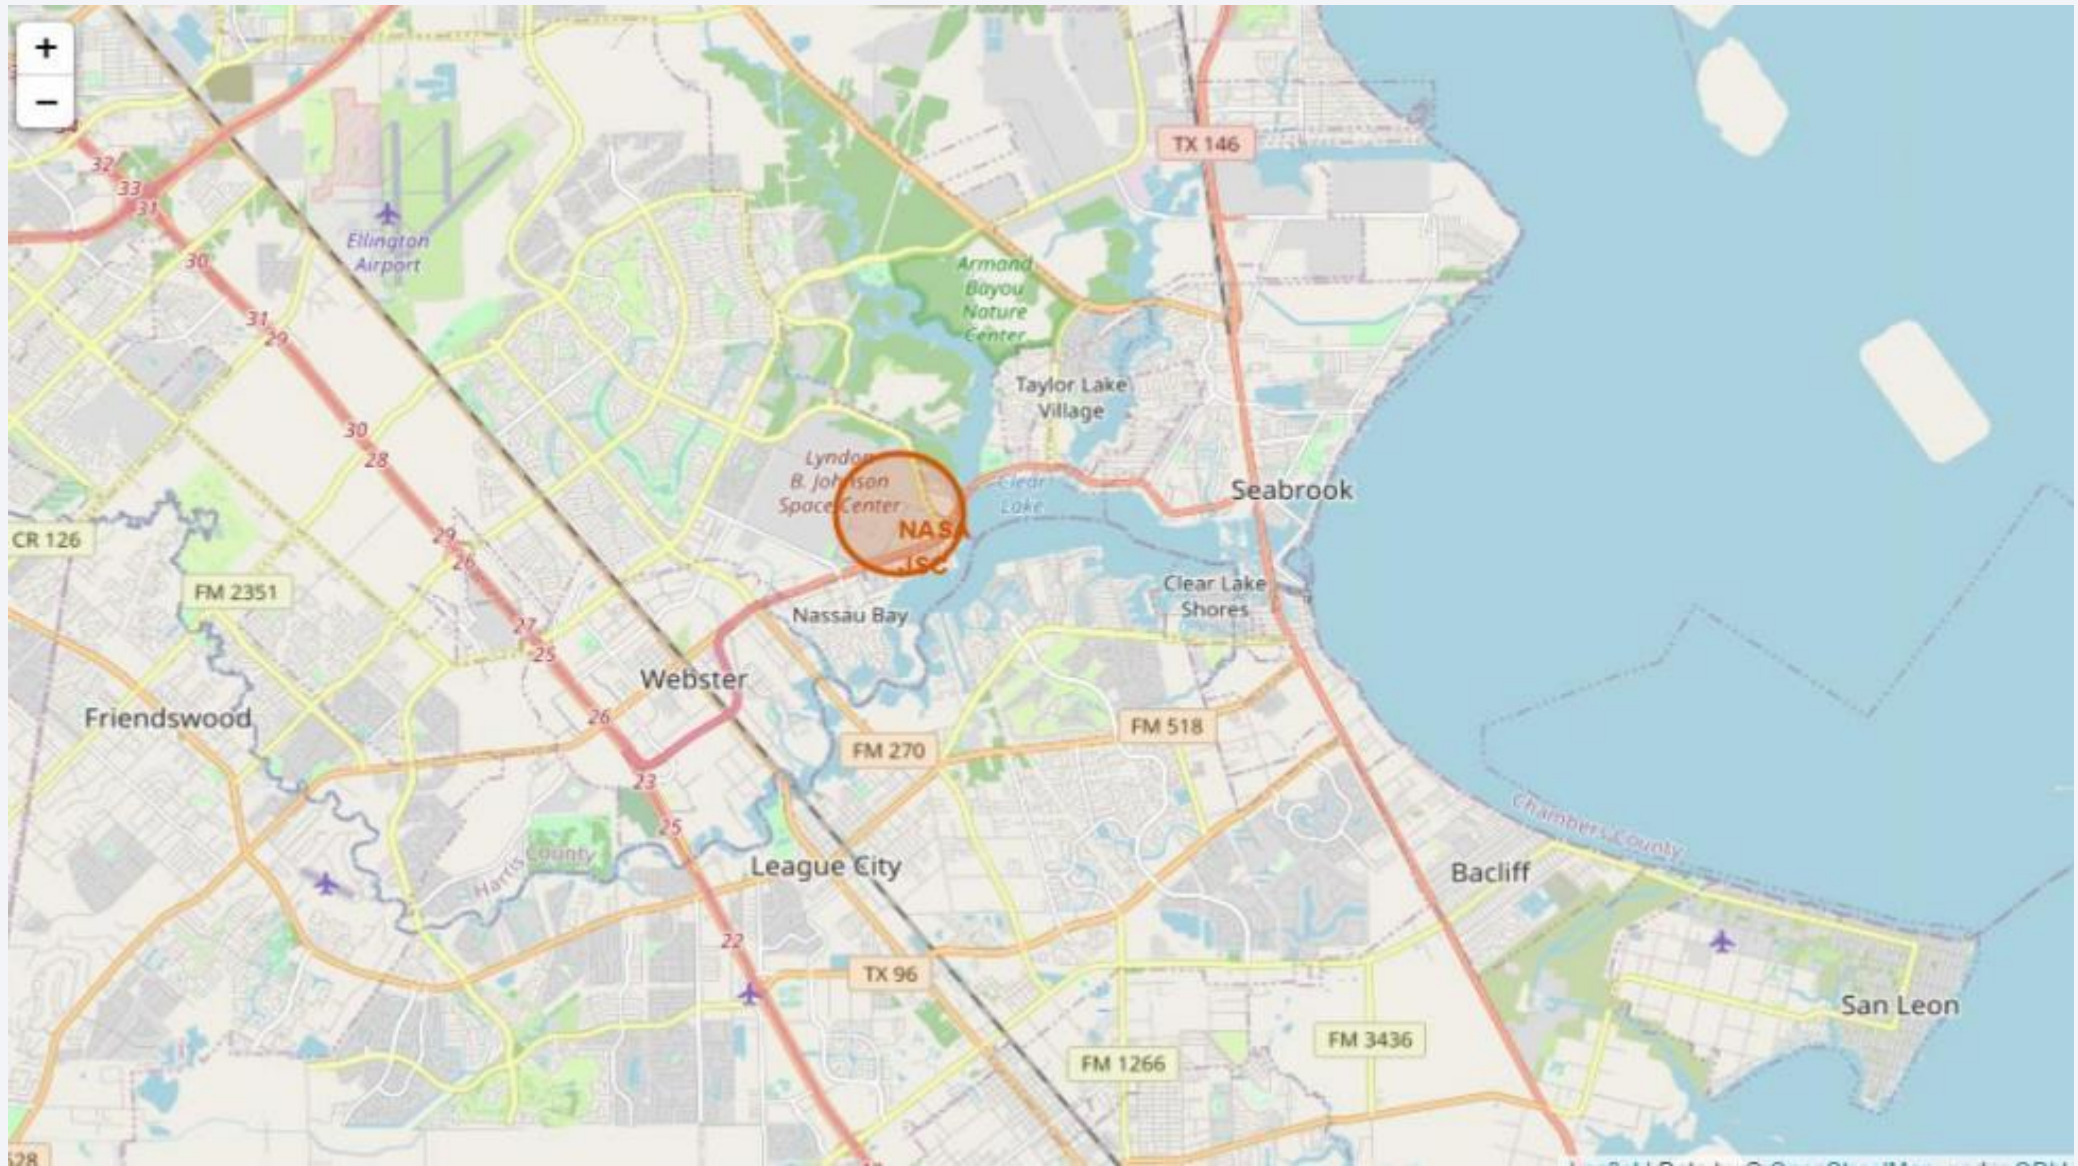 +
−
TX 146
34
32
33
31
30
Ellington
Airport
Armand
Bayou
Nature
Center
31
29
Taylor Lake
Village
30
28
Lyndon
B. Johnson
Space Center
Clear
Lake
Seabrook
NASA
JSC
CR 126
29
26
FM 2351
Clear Lake
Shores
Nassau Bay
27
25
Webster
Friendswood
26
FM 518
FM 270
23
25
Chambers County
Harris County
League City
Bacliff
22
TX 96
San Leon
FM 3436
FM 1266
528